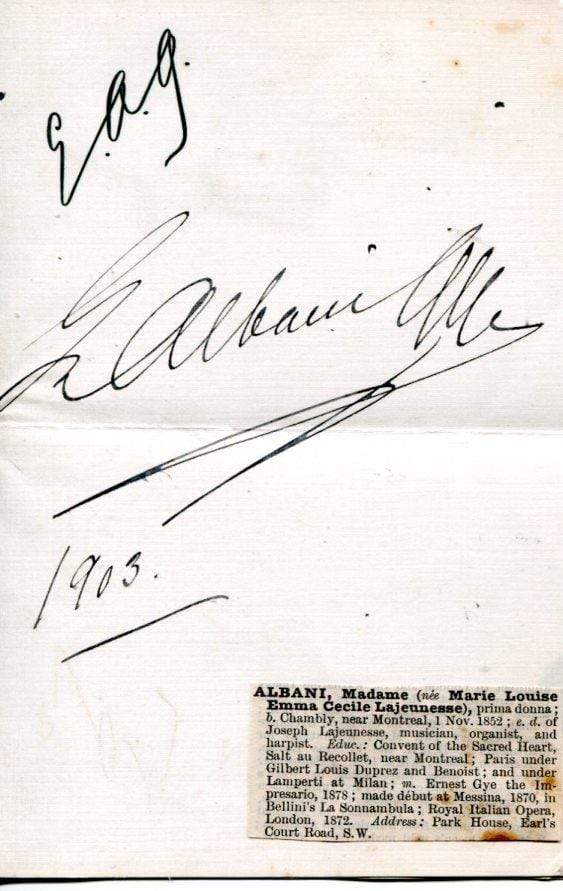 E.A.G.
E Albani Gye
1903.
ALBANI, Madame (née Marie Louise
Emma Cecile Lajeunesse), prima donna;
b. Chambly, near Montreal, 1 Nov. 1852; e. d. of
Joseph Lajeunesse, musician, organist, and
harpist. Educ.: Convent of the Sacred Heart,
Salt au Recollet, near Montreal; Paris under
Gilbert Louis Duprez and Benoist; and under
Lamperti at Milan; m. Ernest Gye the Im-
presario, 1878; made début at Messina, 1870, in
Bellini's La Sonnambula; Royal Italian Opera,
London, 1872. Address: Park House, Earl's
Court Road, S.W.